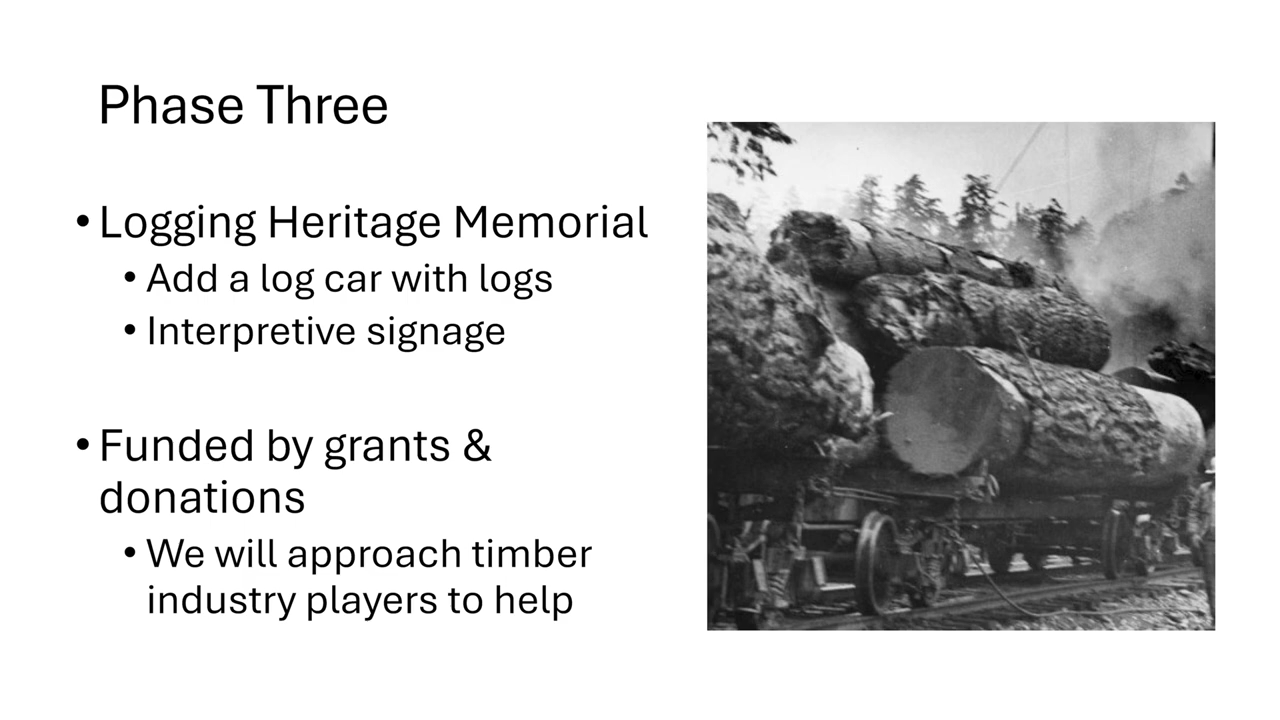 Phase Three
• Logging Heritage Memorial
• Add a log car with logs
• Interpretive signage
• Funded by grants &
donations
• We will approach timber
industry players to help